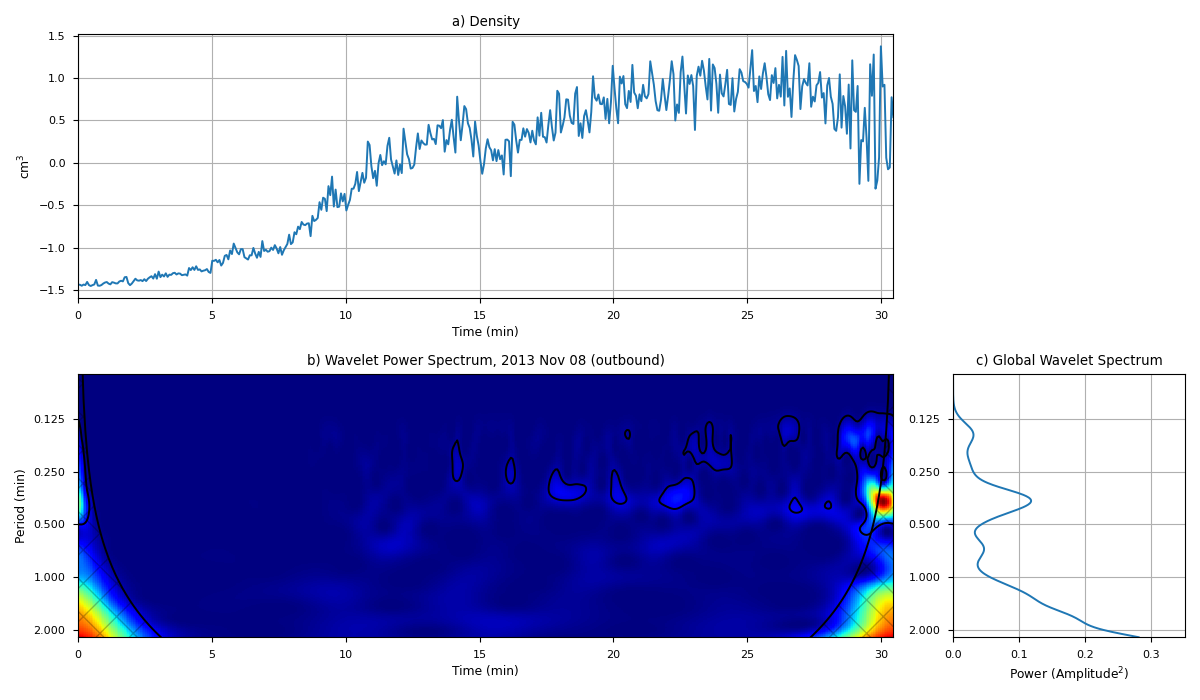 a) Density
cm³
1.5
1.0
0.5
0.0
−0.5
−1.0
−1.5
0 5 10 15 20 25 30
Time (min)
b) Wavelet Power Spectrum, 2013 Nov 08 (outbound)
Period (min)
0.125
0.250
0.500
1.000
2.000
0 5 10 15 20 25 30
Time (min)
c) Global Wavelet Spectrum
0.125
0.250
0.500
1.000
2.000
0.0 0.1 0.2 0.3
Power (Amplitude²)